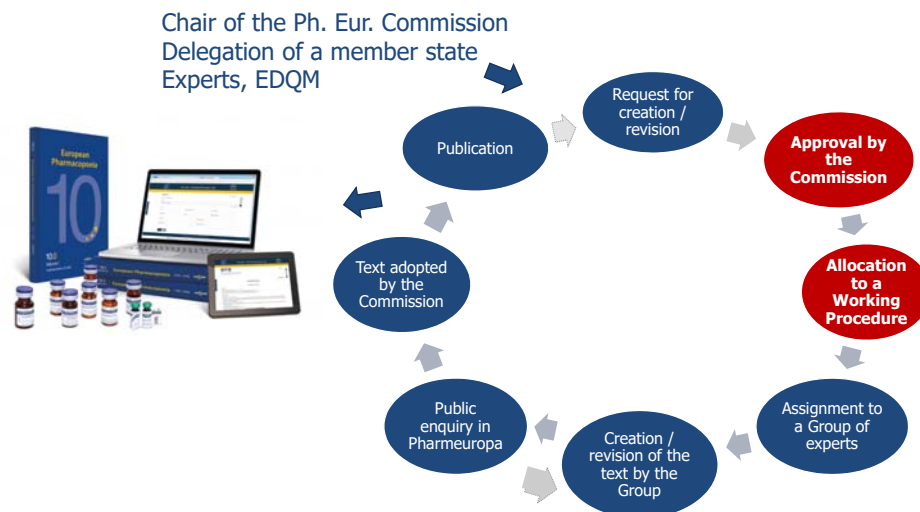 Chair of the Ph. Eur. Commission
Delegation of a member state
Experts, EDQM
Request for
creation /
revision
Approval by
the
Commission
Allocation
to a
Working
Procedure
Assignment to
a Group of
experts
Creation /
revision of the
text by the
Group
Public
enquiry in
Pharmeuropa
Text adopted
by the
Commission
Publication
European
Pharmacopoeia
10